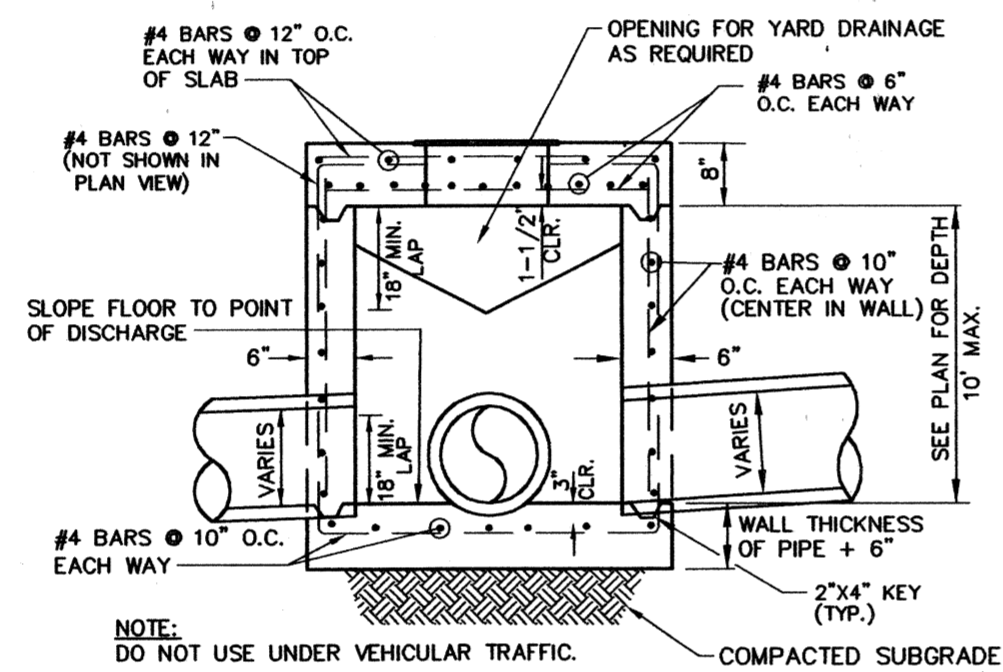 #4 BARS @ 12" O.C.
EACH WAY IN TOP
OF SLAB
OPENING FOR YARD DRAINAGE
AS REQUIRED
#4 BARS @ 6"
O.C. EACH WAY
#4 BARS @ 12"
(NOT SHOWN IN
PLAN VIEW)
8"
18" MIN.
LAP
1-1/2"
CLR.
#4 BARS @ 10"
O.C. EACH WAY
(CENTER IN WALL)
SEE PLAN FOR DEPTH
10' MAX.
SLOPE FLOOR TO POINT
OF DISCHARGE
6"
6"
VARIES
18" MIN.
LAP
3"
CLR.
VARIES
#4 BARS @ 10" O.C.
EACH WAY
WALL THICKNESS
OF PIPE + 6"
2"X4" KEY
(TYP.)
NOTE:
DO NOT USE UNDER VEHICULAR TRAFFIC.
COMPACTED SUBGRADE